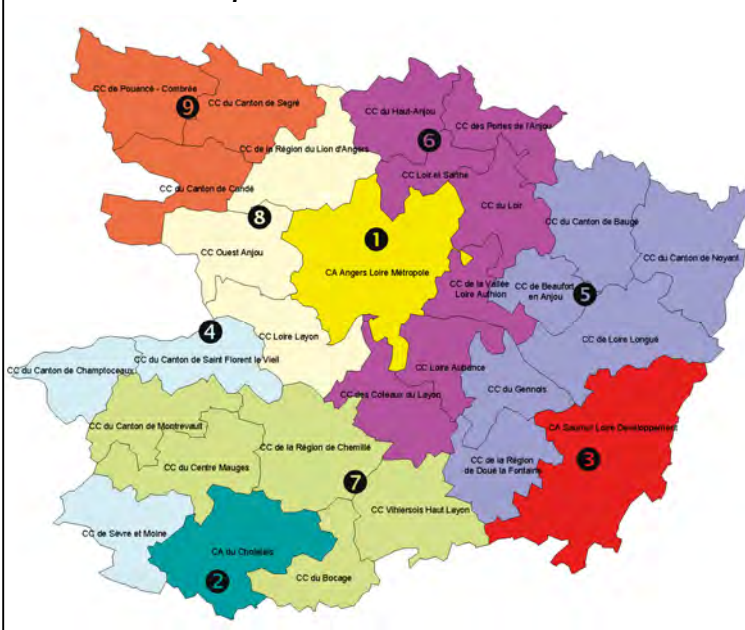 CC de Pouancé - Combrée
9
CC du Canton de Segré
CC du Haut-Anjou
CC des Portes de l'Anjou
6
CC de la Région du Lion d'Angers
CC Loir et Sarthe
CC du Canton de Candé
CC du Loir
8
CC du Canton de Baugé
1
CC Ouest Anjou
CA Angers Loire Métropole
CC du Canton de Noyant
CC de la Vallée
Loire Authion
CC de Beaufort
en Anjou
5
4
CC Loire Layon
CC de Loire Longué
CC du Canton de Saint Florent le Vieil
CC du Canton de Champtoceaux
CC Loire Aubance
CC du Gennois
CC des Coteaux du Layon
CC du Canton de Montrevault
CA Saumur Loire Développement
CC de la Région de Chemillé
CC du Centre Mauges
CC de la Région
de Doué la Fontaine
3
7
CC Vihiersois Haut Layon
CC de Sèvre et Moine
CA du Choletais
2
CC du Bocage